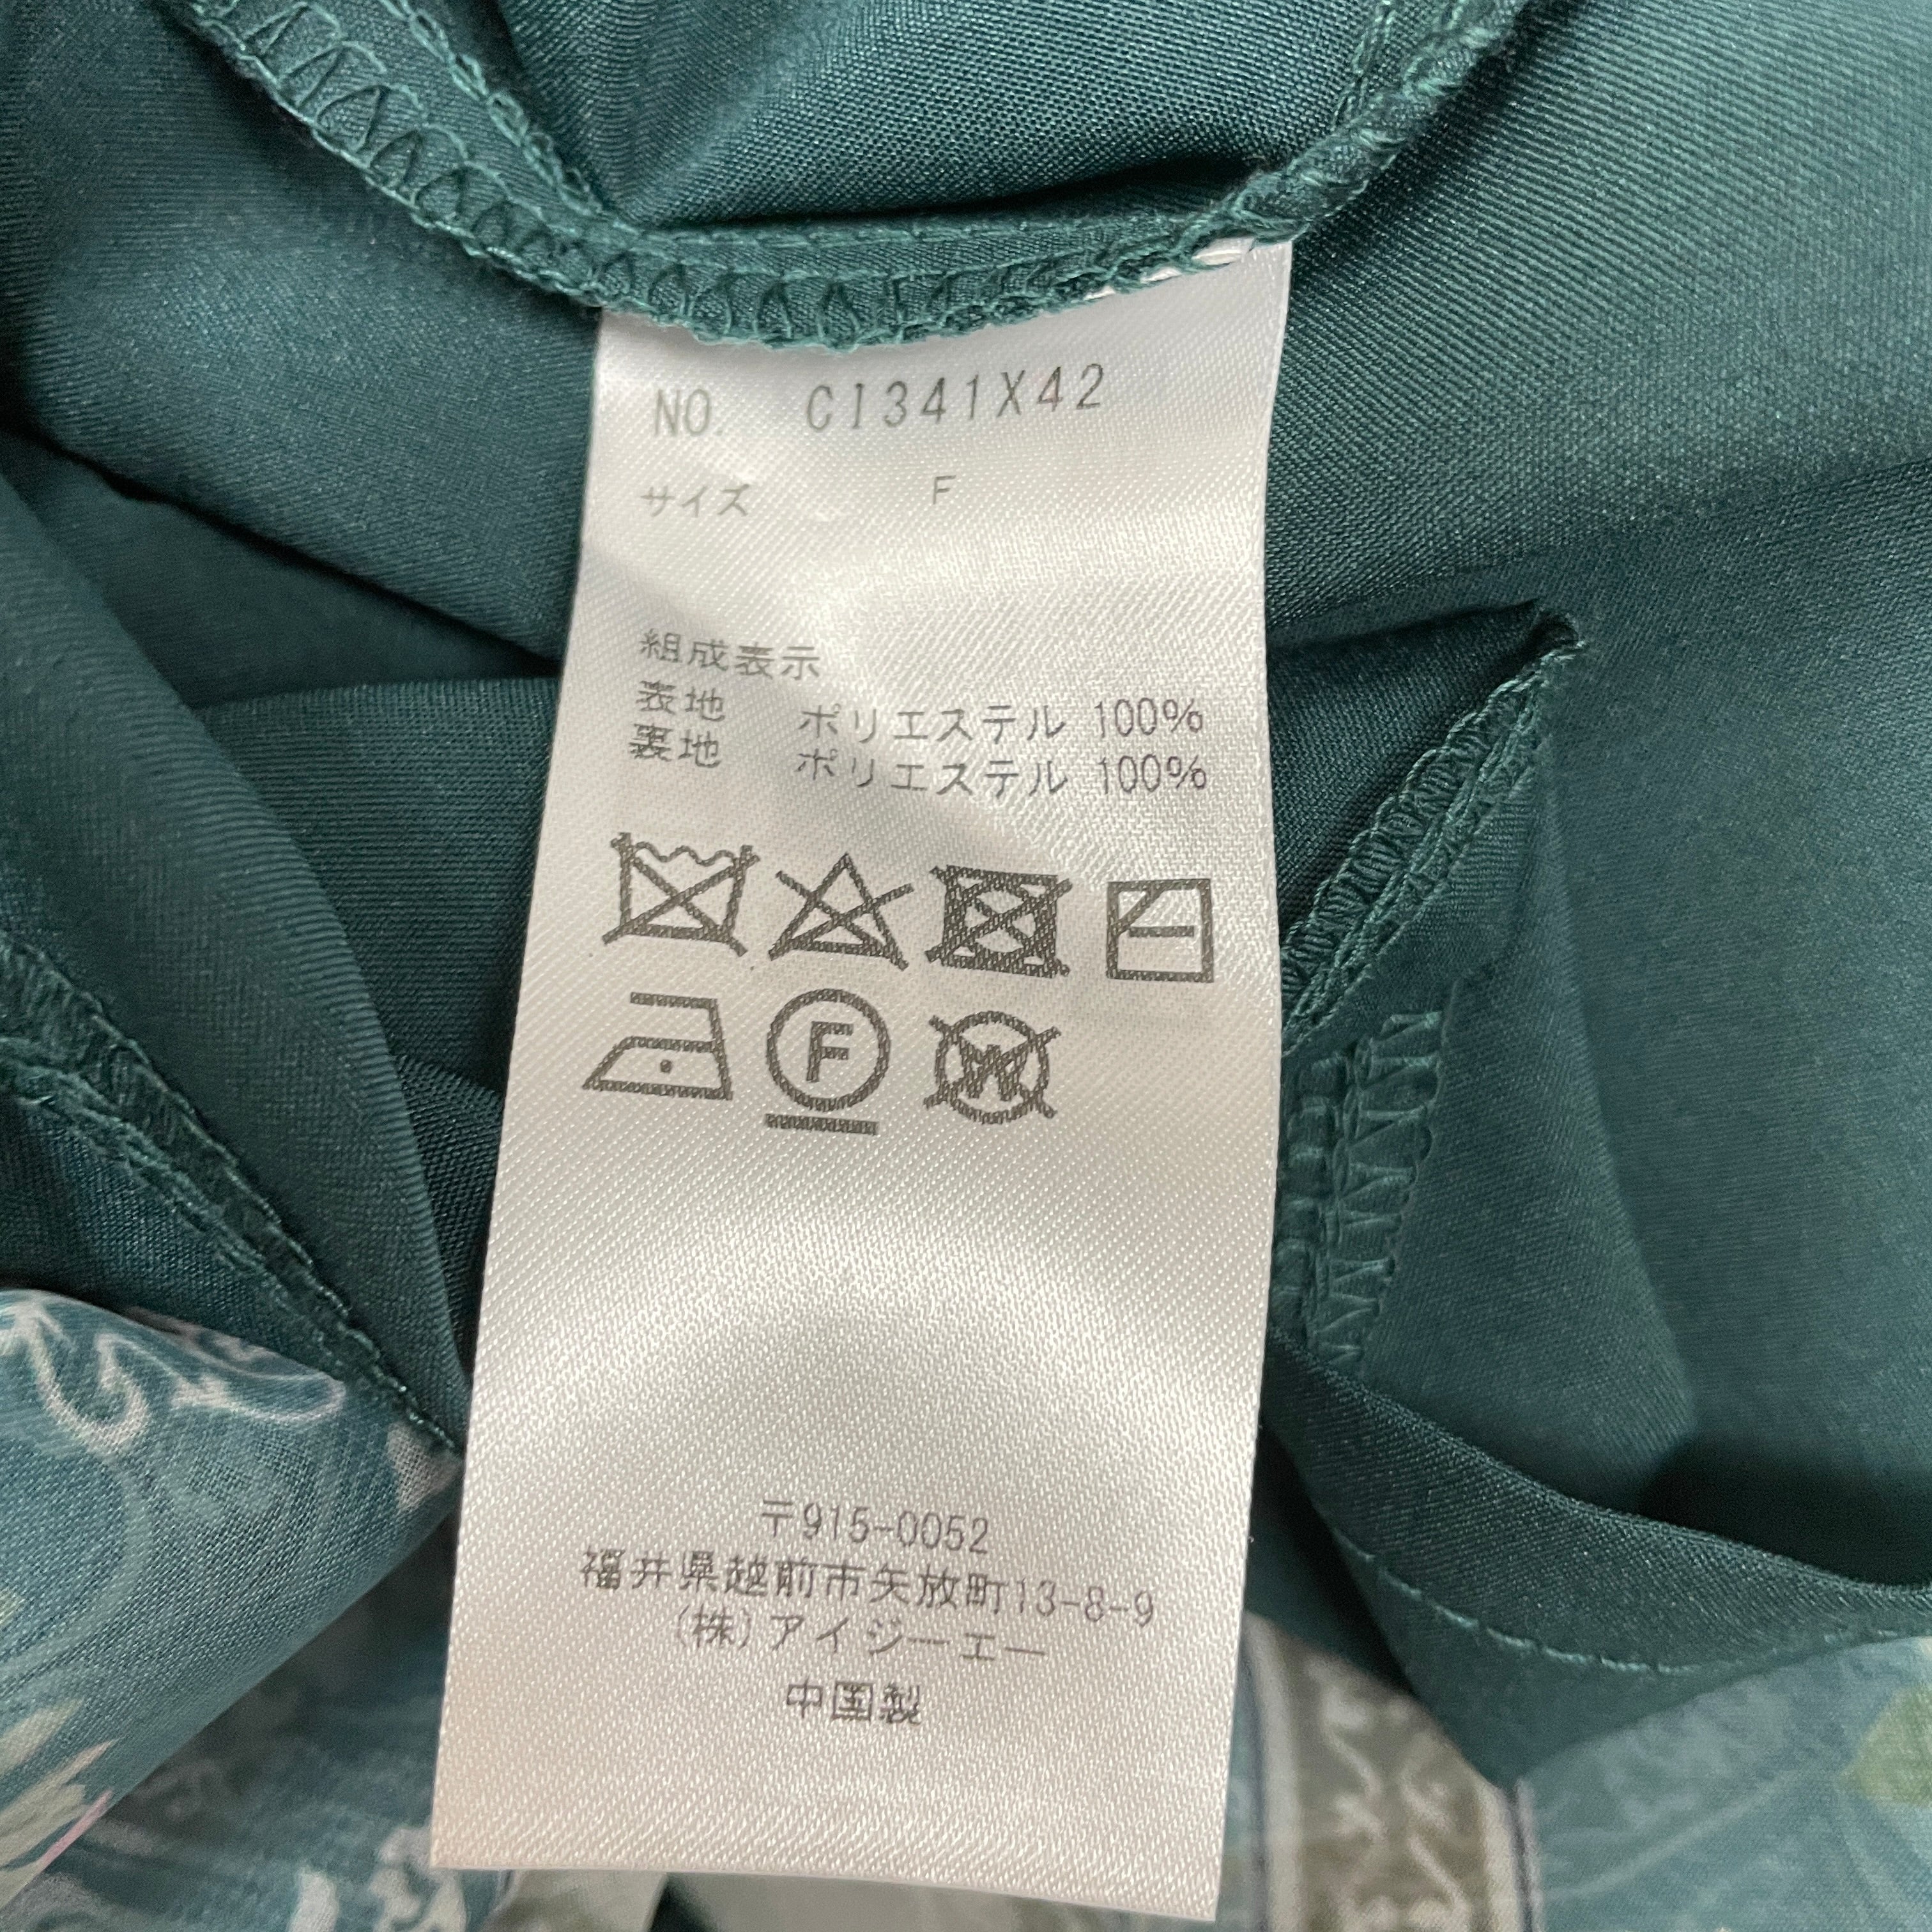 NO. CI341X42
サイズ F
組成表示
表地 ポリエステル 100%
裏地 ポリエステル 100%
F
W
〒915-0052
福井県越前市矢放町13-8-9
(株)アイジーエー
中国製